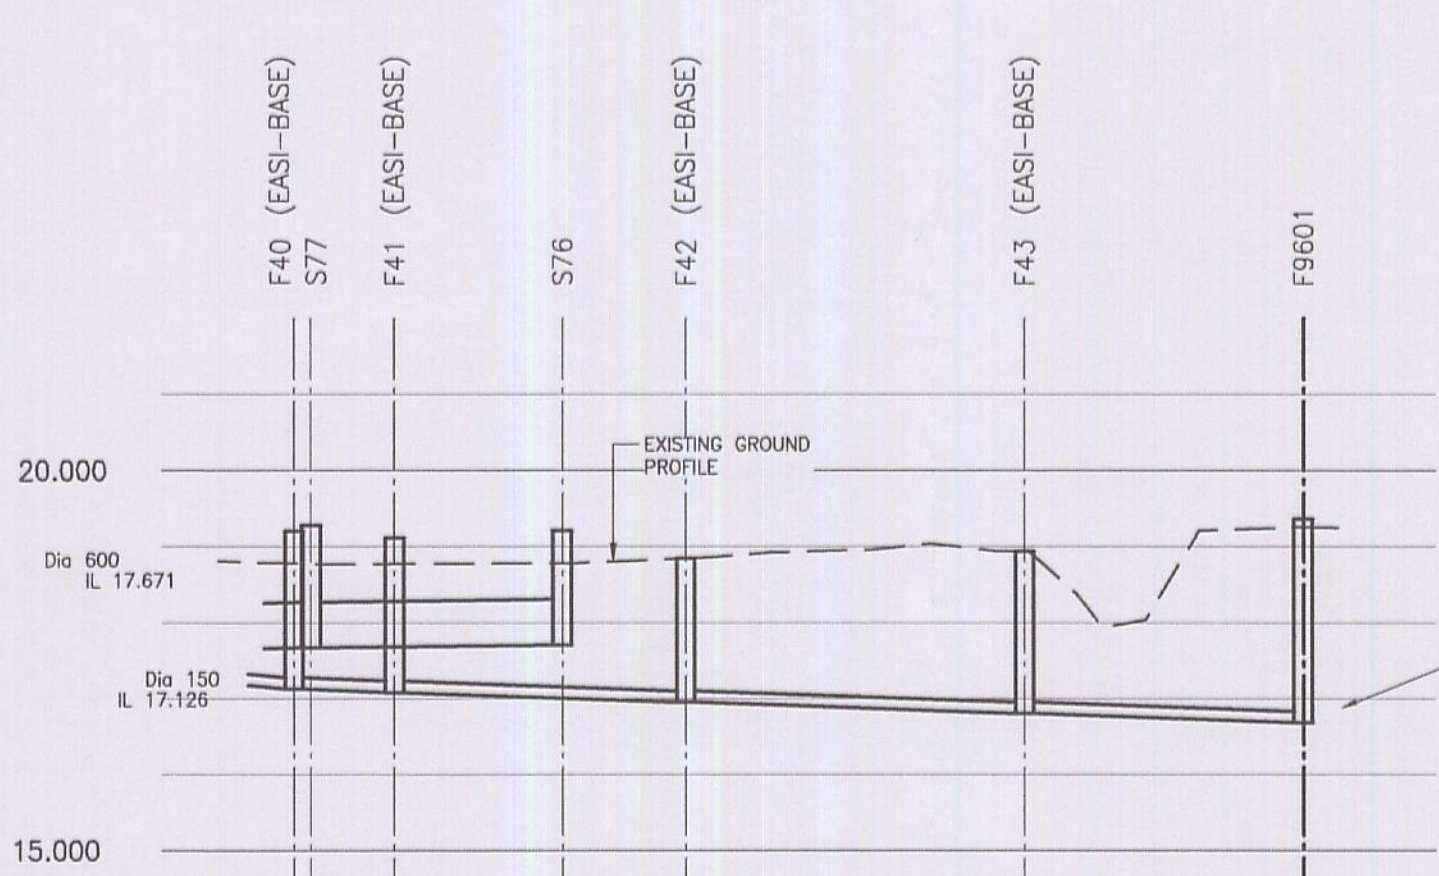 F40 (EASI-BASE)
S77
F41 (EASI-BASE)
S76
F42 (EASI-BASE)
F43 (EASI-BASE)
F9601
EXISTING GROUND
PROFILE
20.000
Dia 600
IL 17.671
Dia 150
IL 17.126
15.000